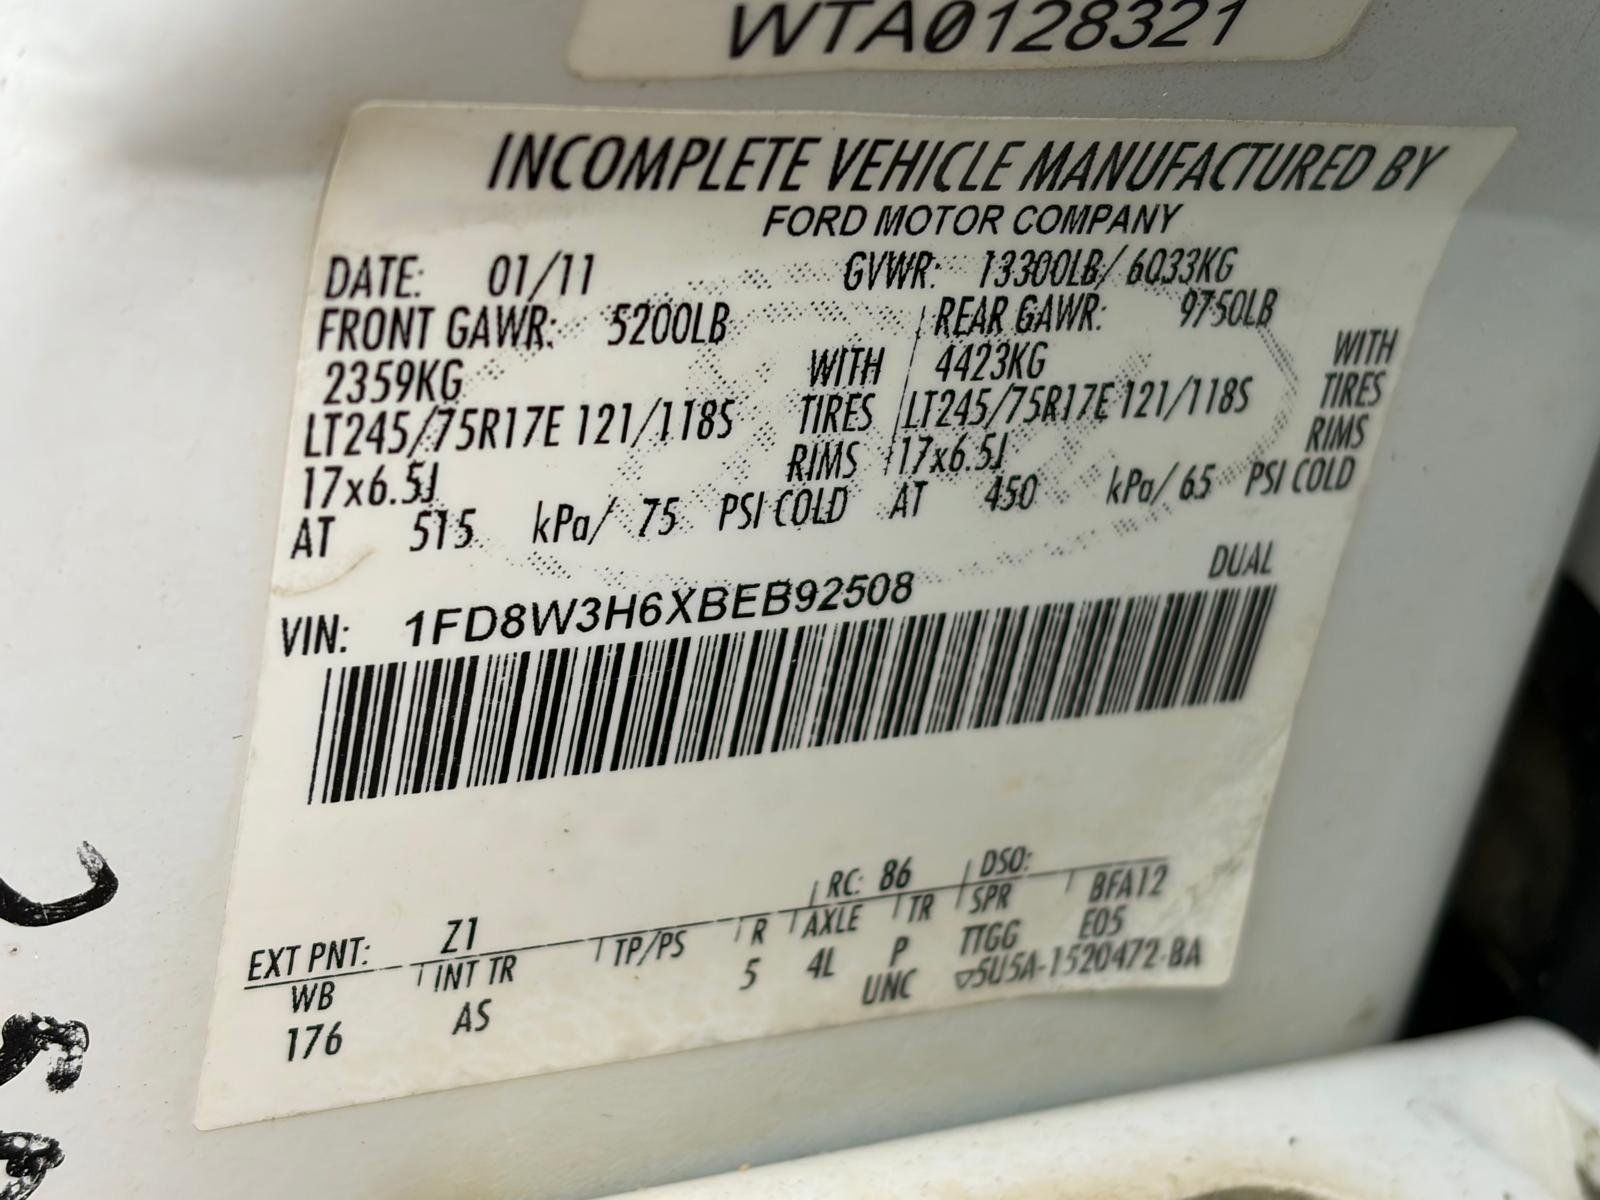 WTA0128321
INCOMPLETE VEHICLE MANUFACTURED BY
FORD MOTOR COMPANY
DATE: 01/11 GVWR: 13300LB/ 6033KG
FRONT GAWR: 5200LB REAR GAWR: 9750LB
2359KG WITH 4423KG WITH
LT245/75R17E 121/118S TIRES LT245/75R17E 121/118S TIRES
17x6.5J RIMS 17x6.5J RIMS
AT 515 kPa/ 75 PSI COLD AT 450 kPa/ 65 PSI COLD
DUAL
VIN: 1FD8W3H6XBEB92508
EXT PNT: Z1 RC: 86 DSO:
WB INT TR TP/PS R AXLE TR SPR BFA12
176 AS 5 4L P TTGG E05
UNC ▽5U5A-1520472-BA